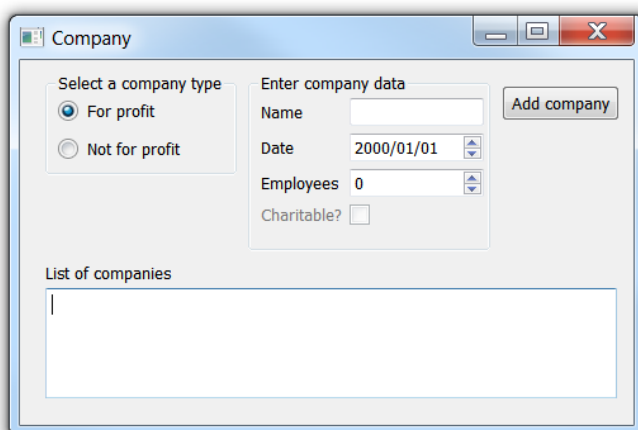 Company
Select a company type
For profit
Not for profit
Enter company data
Name
Date 2000/01/01
Employees 0
Charitable?
Add company
List of companies